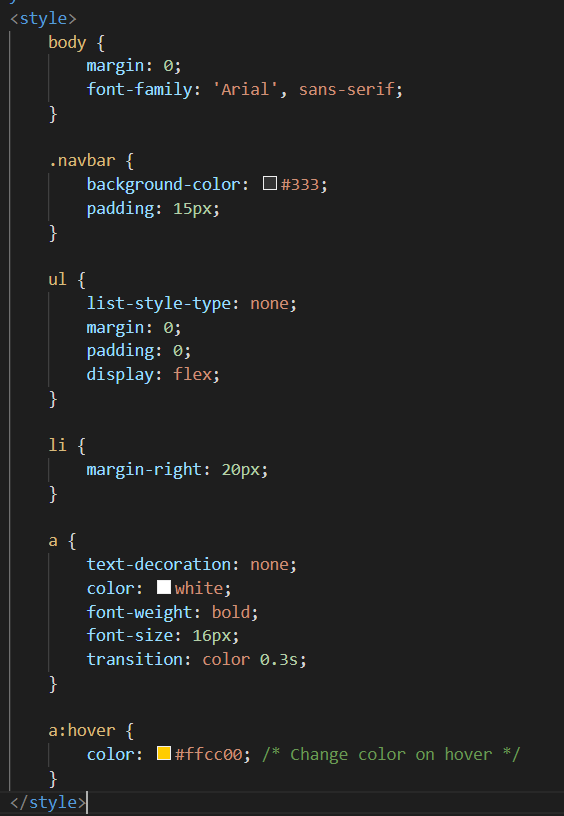 <style>
body {
margin: 0;
font-family: 'Arial', sans-serif;
}
.navbar {
background-color: #333;
padding: 15px;
}
ul {
list-style-type: none;
margin: 0;
padding: 0;
display: flex;
}
li {
margin-right: 20px;
}
a {
text-decoration: none;
color: white;
font-weight: bold;
font-size: 16px;
transition: color 0.3s;
}
a:hover {
color: #ffcc00; /* Change color on hover */
}
</style>